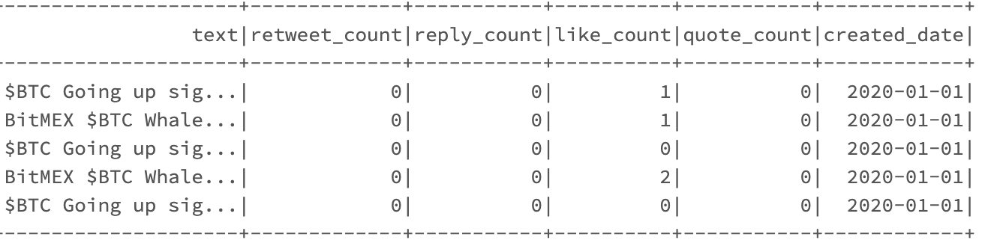 --------------------+-------------+-----------+----------+-----------+------------+
text|retweet_count|reply_count|like_count|quote_count|created_date|
--------------------+-------------+-----------+----------+-----------+------------+
$BTC Going up sig...|            0|          0|         1|          0|  2020-01-01|
BitMEX $BTC Whale...|            0|          0|         1|          0|  2020-01-01|
$BTC Going up sig...|            0|          0|         0|          0|  2020-01-01|
BitMEX $BTC Whale...|            0|          0|         2|          0|  2020-01-01|
$BTC Going up sig...|            0|          0|         0|          0|  2020-01-01|
--------------------+-------------+-----------+----------+-----------+------------+